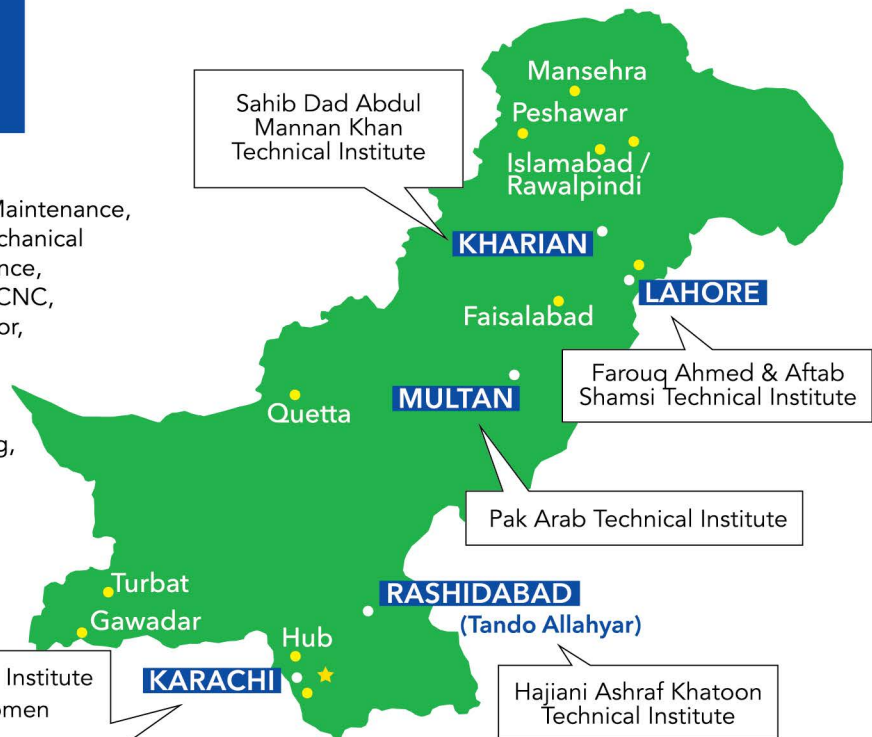 Mansehra
Peshawar
Islamabad /
Rawalpindi
Sahib Dad Abdul
Mannan Khan
Technical Institute
Maintenance,
chanical
nce,
CNC,
or,
KHARIAN
LAHORE
Faisalabad
Farouq Ahmed & Aftab
Shamsi Technical Institute
MULTAN
Quetta
g,
Pak Arab Technical Institute
Turbat
Gawadar
RASHIDABAD
(Tando Allahyar)
Hub
KARACHI
Institute
men
Hajiani Ashraf Khatoon
Technical Institute